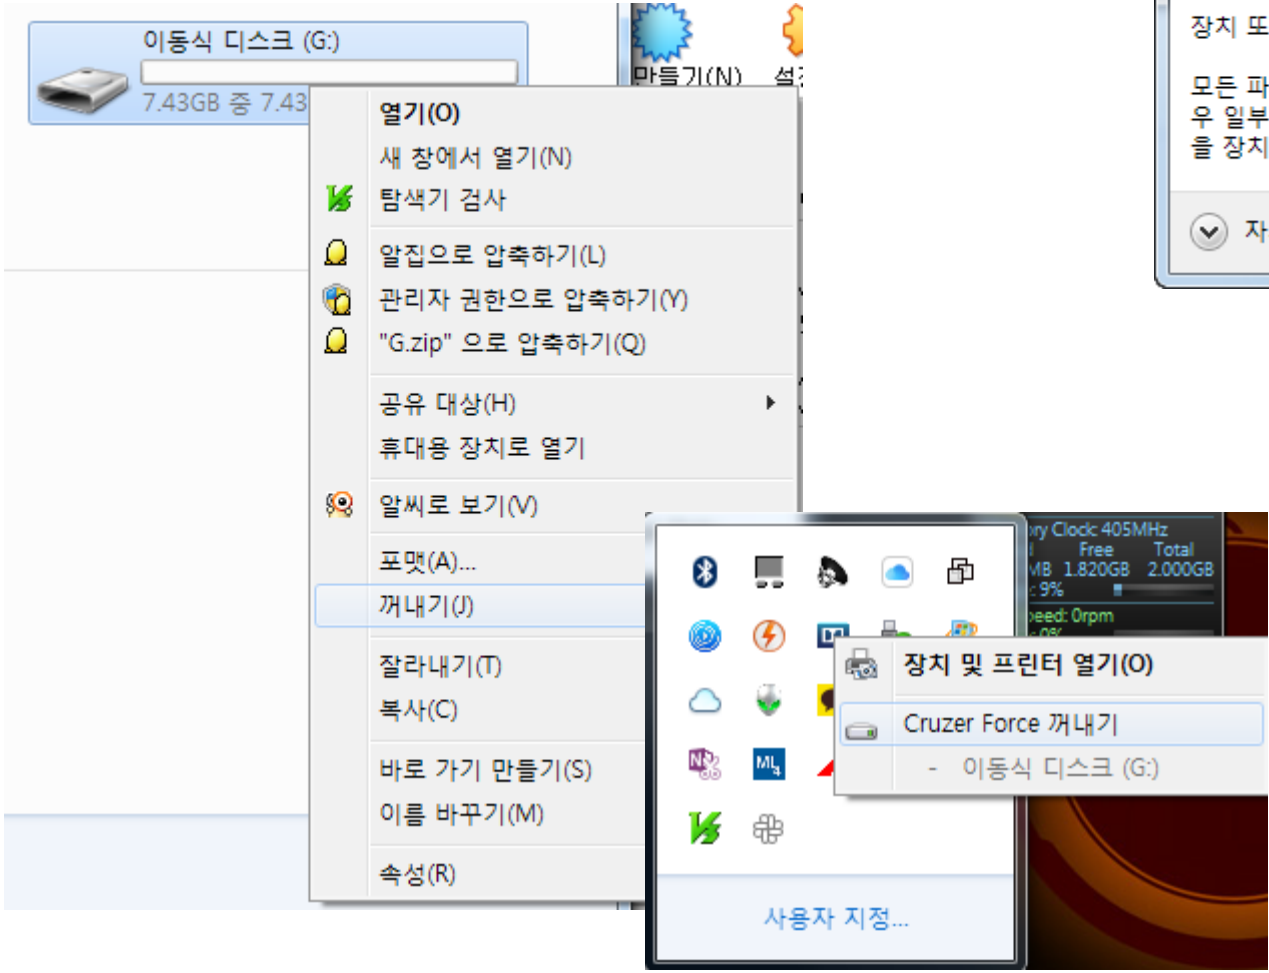 이동식 디스크 (G:)
7.43GB 중 7.43
만들기(N)
열기(O)
새 창에서 열기(N)
탐색기 검사
알집으로 압축하기(L)
관리자 권한으로 압축하기(Y)
"G.zip" 으로 압축하기(Q)
공유 대상(H)
휴대용 장치로 열기
알씨로 보기(V)
포맷(A)...
꺼내기(J)
잘라내기(T)
복사(C)
바로 가기 만들기(S)
이름 바꾸기(M)
속성(R)
장치 또
모든 파
우 일부
을 장치
자
ry Clock: 405MHz
Free Total
MB 1.820GB 2.000GB
: 9%
peed: 0rpm
장치 및 프린터 열기(O)
Cruzer Force 꺼내기
- 이동식 디스크 (G:)
사용자 지정...